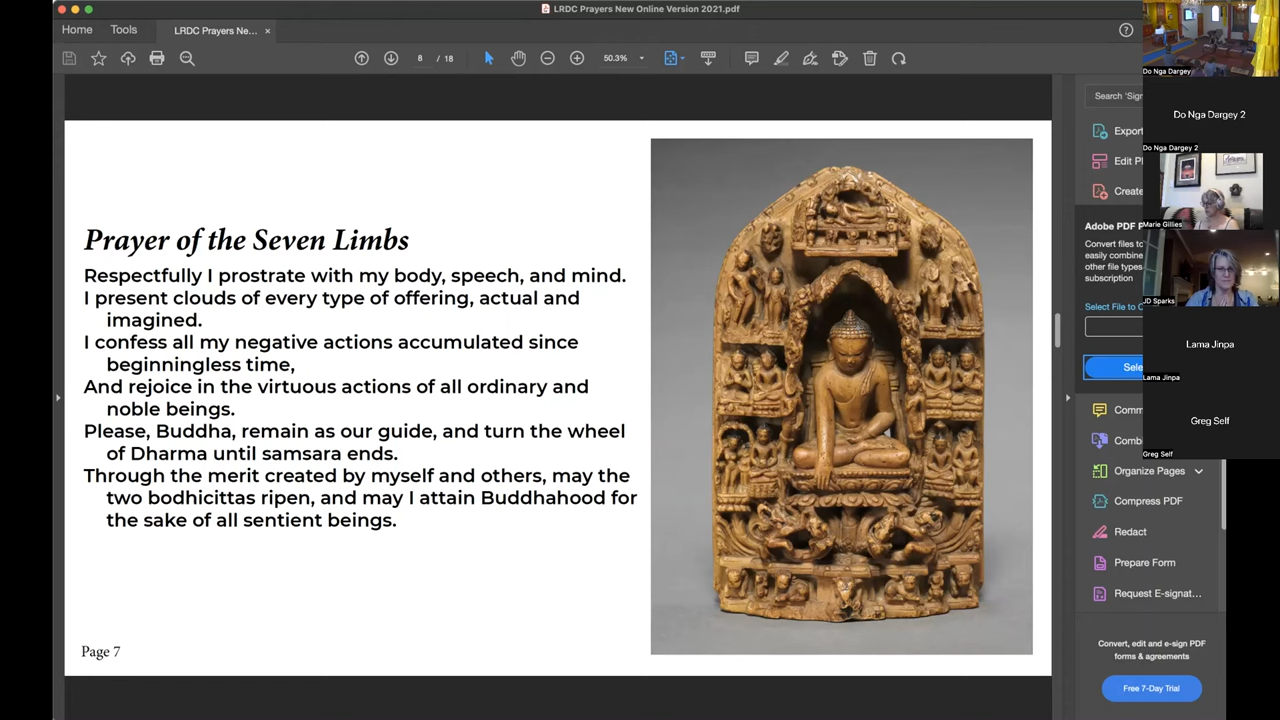 LRDC Prayers New Online Version 2021.pdf
Home
Tools
LRDC Prayers Ne...
8 / 18
50.3%
Prayer of the Seven Limbs
Respectfully I prostrate with my body, speech, and mind.
I present clouds of every type of offering, actual and
imagined.
I confess all my negative actions accumulated since
beginningless time,
And rejoice in the virtuous actions of all ordinary and
noble beings.
Please, Buddha, remain as our guide, and turn the wheel
of Dharma until samsara ends.
Through the merit created by myself and others, may the
two bodhicittas ripen, and may I attain Buddhahood for
the sake of all sentient beings.
Page 7
Search 'Sig
Export
Edit P
Create
Adobe PDF P
Convert files to
easily combine
other file types
subscription
Select File to C
Sele
Comm
Combi
Organize Pages
Compress PDF
Redact
Prepare Form
Request E-signat...
Convert, edit and e-sign PDF
forms & agreements
Free 7-Day Trial
Do Nga Dargey
Do Nga Dargey 2
Do Nga Dargey 2
Marie Gillies
JD Sparks
Lama Jinpa
Lama Jinpa
Greg Self
Greg Self